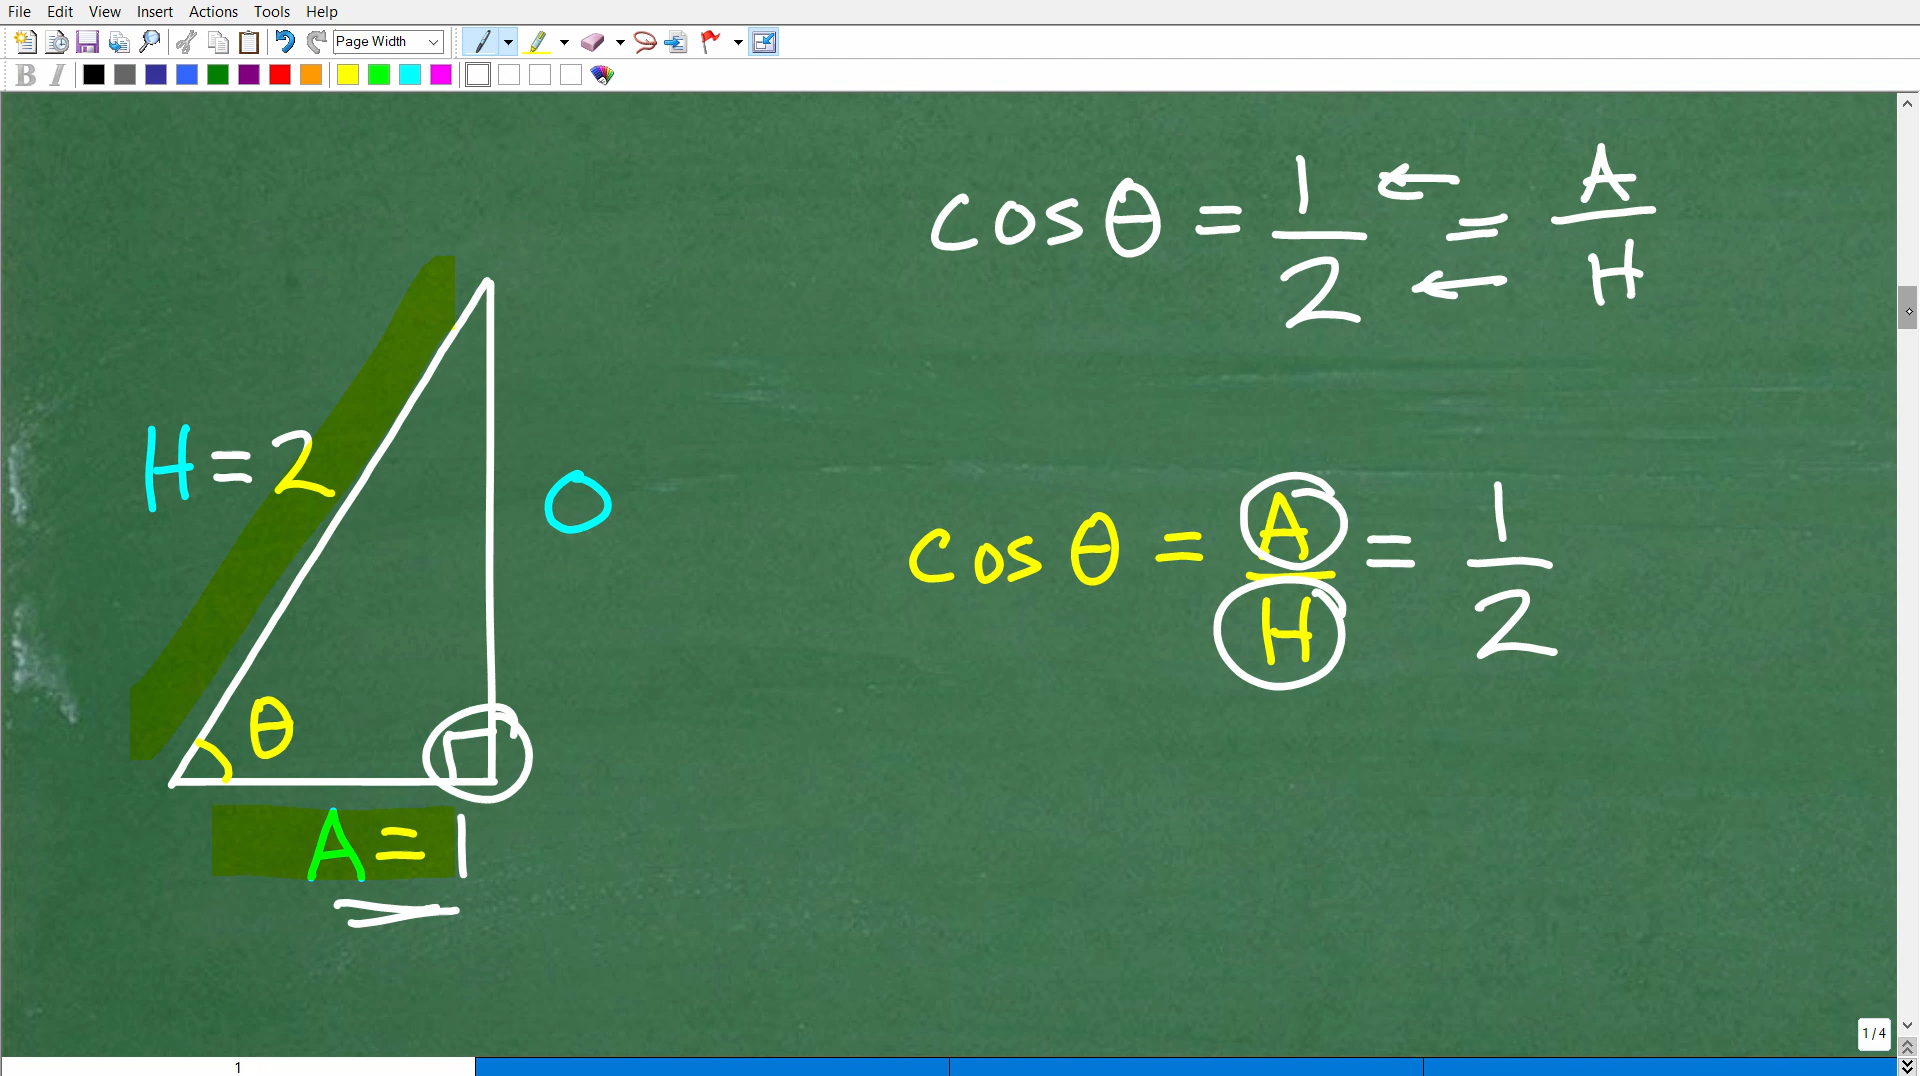 File Edit View Insert Actions Tools Help
Page Width
B I
cos θ = 1/2 = A/H
H = 2
O
cos θ = A/H = 1/2
θ
A = 1
1 / 4
1